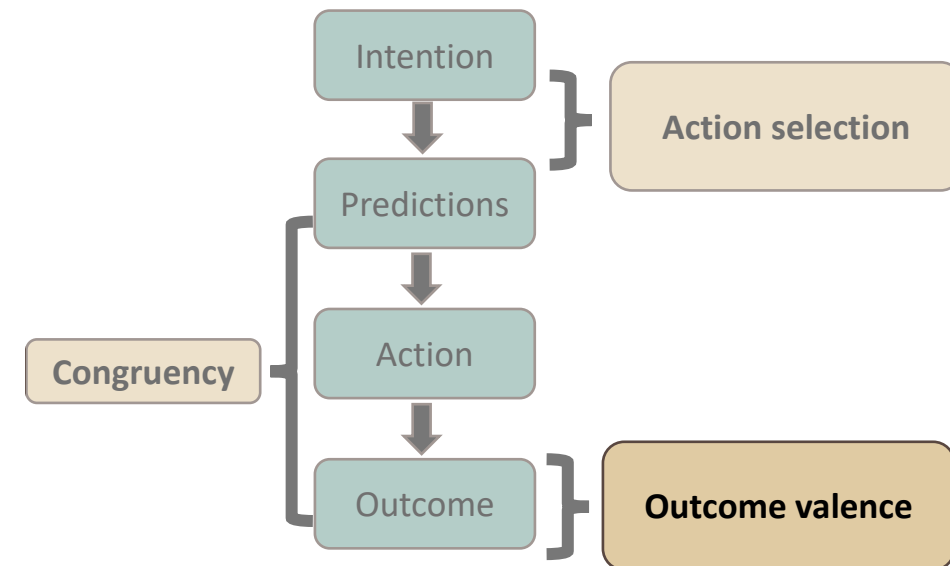 Intention
Action selection
Predictions
Action
Congruency
Outcome
Outcome valence